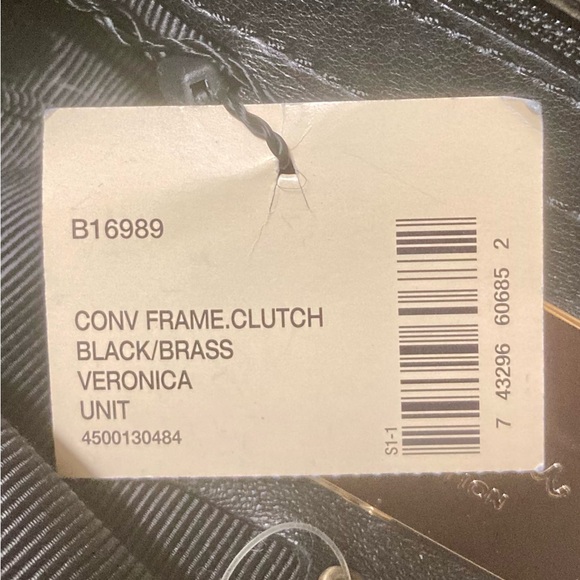 B16989
CONV FRAME.CLUTCH
BLACK/BRASS
VERONICA
UNIT
4500130484
S1-1
7 43296 60685 2